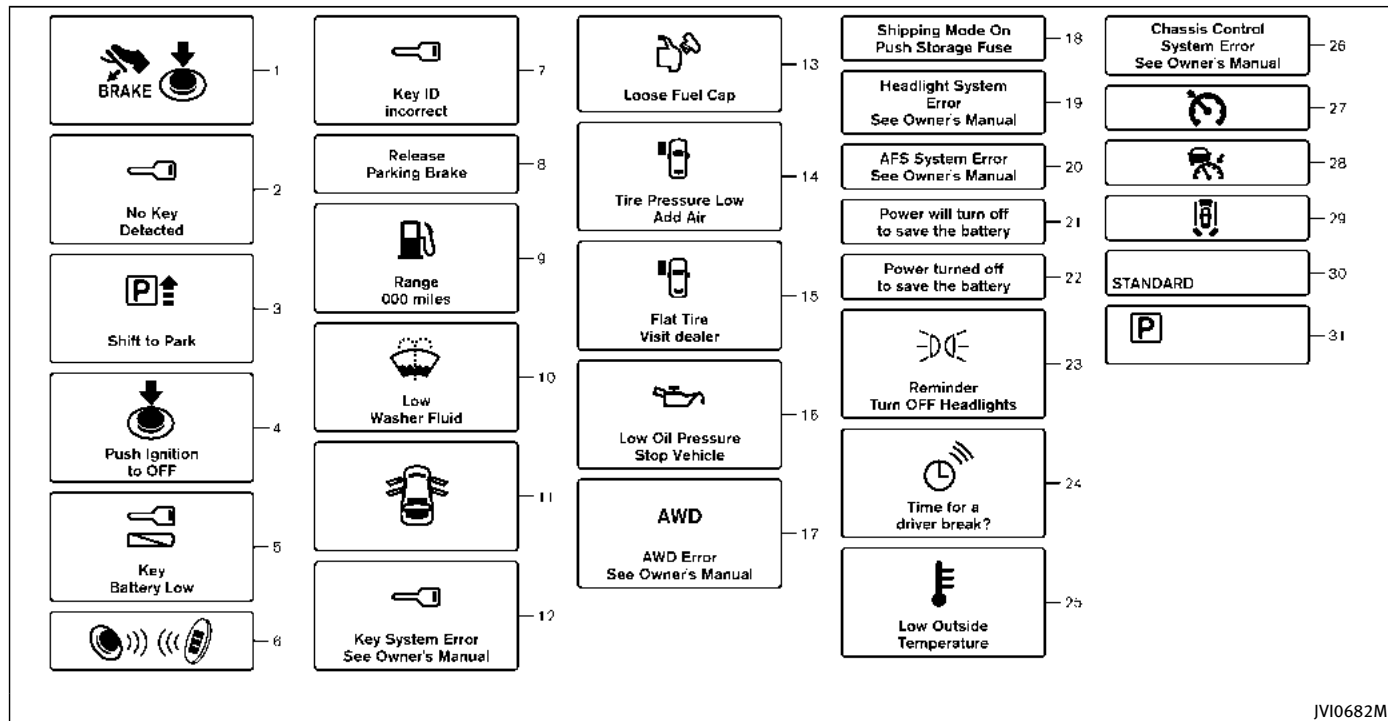 BRAKE
1
No Key
Detected
2
P
Shift to Park
3
Push Ignition
to OFF
4
Key
Battery Low
5
6
Key ID
incorrect
7
Release
Parking Brake
8
Range
000 miles
9
Low
Washer Fluid
10
11
Key System Error
See Owner's Manual
12
Loose Fuel Cap
13
Tire Pressure Low
Add Air
14
Flat Tire
Visit dealer
15
Low Oil Pressure
Stop Vehicle
16
AWD
AWD Error
See Owner's Manual
17
Shipping Mode On
Push Storage Fuse
18
Headlight System
Error
See Owner's Manual
19
AFS System Error
See Owner's Manual
20
Power will turn off
to save the battery
21
Power turned off
to save the battery
22
Reminder
Turn OFF Headlights
23
Time for a
driver break?
24
Low Outside
Temperature
25
Chassis Control
System Error
See Owner's Manual
26
27
28
29
STANDARD
30
P
31
JVI0682M